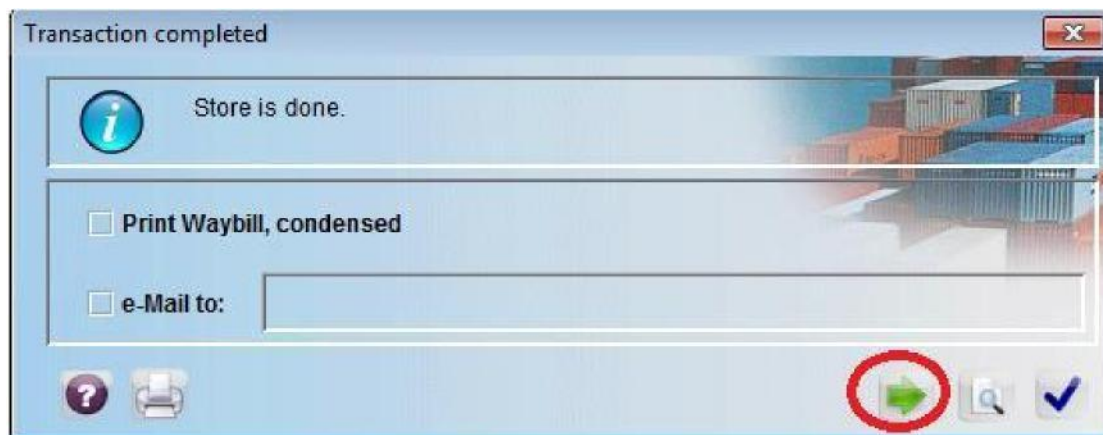 Transaction completed
Store is done.
Print Waybill, condensed
e-Mail to:
?